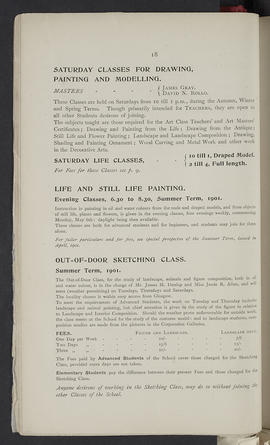 18
SATURDAY CLASSES FOR DRAWING,
PAINTING AND MODELLING.
MASTERS - - - { JAMES GRAY.
DAVID N. ROLLO.
These Classes are held on Saturdays from 10 till 1 p.m., during the Autumn, Winter
and Spring Terms. Though primarily intended for TEACHERS, they are open to
all other Students desirous of joining.
The subjects taught are those required for the Art Class Teachers' and Art Masters'
Certificates; Drawing and Painting from the Life; Drawing from the Antique;
Still Life and Flower Painting; Landscape and Landscape Composition; Drawing,
Shading and Painting Ornament; Wood Carving and Metal Work and other work
in the Decorative Arts.
SATURDAY LIFE CLASSES, - { 10 till 1, Draped Model.
2 till 4, Full length.
For Fees for these Classes see p. 9.
LIFE AND STILL LIFE PAINTING.
Evening Classes, 6.30 to 8.30, Summer Term, 1901.
Instruction in painting in oil and water colours from the nude and draped models, and from objects
of still life, plants and flowers, is given in the evening classes, four evenings weekly, commencing
Monday, May 6th: daylight being then available.
These classes are both for advanced students and for beginners, and students may join for them
alone.
For fuller particulars and for fees, see special prospectus of the Summer Term, issued in
April, 1901.
OUT-OF-DOOR SKETCHING CLASS.
Summer Term, 1901.
The Out-of-Door Class, for the study of landscape, animals and figure composition, both in oil
and water colour, is in the charge of Mr. James H. Dunlop and Miss Jessie R. Allan, and will
meet (weather permitting) on Tuesdays, Thursdays and Saturdays.
The locality chosen is within easy access from Glasgow.
To meet the requirements of Advanced Students, the work on Tuesday and Thursday include
landscape and animal painting, and other assistance is given by the study of the figure in relation
to Landscape and Interior Composition. Should the weather prove unfavourable for outside work,
the class meets at the School for the study of the costume model: and in landscape sections, composition
studies are made from the pictures in the Corporation Galleries.
FEES. FIGURE AND LANDSCAPE. LANDSCAPE ONLY.
One Day per Week
Two Days
Three
The Fees paid by Advanced Students of the School cover those charged for the Sketching
Class, provided extra days are not taken.
Elementary Students pay the difference between their Fees and those charged for the
Sketching Class.
Anyone desirous of working in the Sketching Class, may do so without joining the
other Classes of the School.